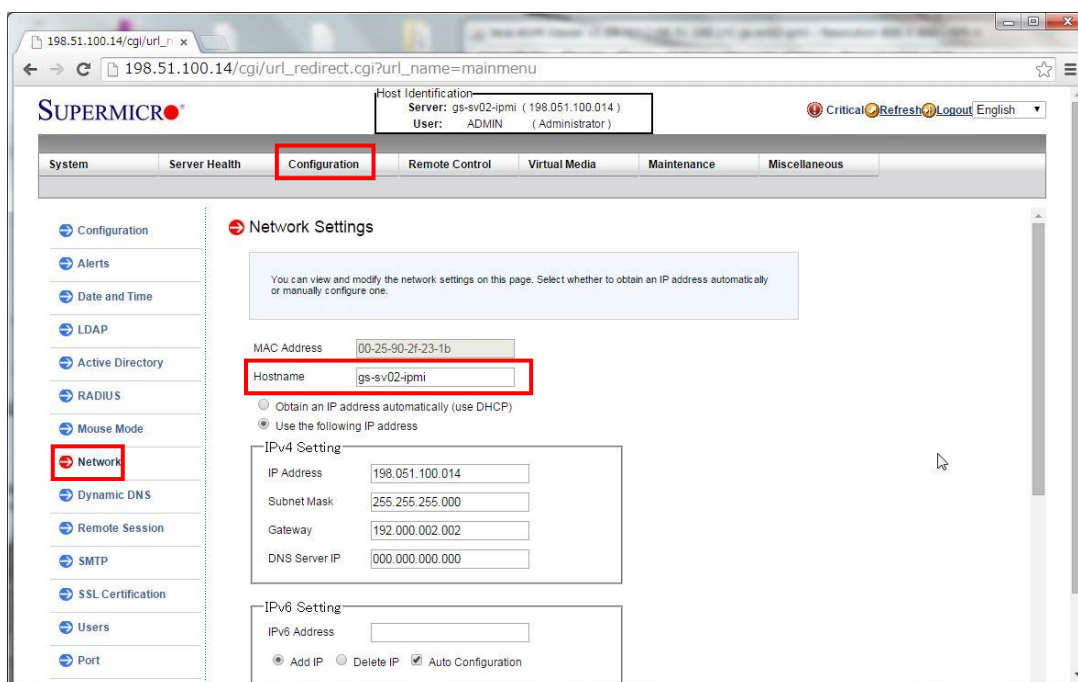 198.51.100.14/cgi/url_r
198.51.100.14/cgi/url_redirect.cgi?url_name=mainmenu
SUPERMICRO
Host Identification
Server: gs-sv02-ipmi ( 198.051.100.014 )
User: ADMIN ( Administrator )
Critical Refresh Logout English
System Server Health Configuration Remote Control Virtual Media Maintenance Miscellaneous
Configuration
Alerts
Date and Time
LDAP
Active Directory
RADIUS
Mouse Mode
Network
Dynamic DNS
Remote Session
SMTP
SSL Certification
Users
Port
Network Settings
You can view and modify the network settings on this page. Select whether to obtain an IP address automatically
or manually configure one.
MAC Address 00-25-90-2f-23-1b
Hostname gs-sv02-ipmi
Obtain an IP address automatically (use DHCP)
Use the following IP address
IPv4 Setting
IP Address 198.051.100.014
Subnet Mask 255.255.255.000
Gateway 192.000.002.002
DNS Server IP 000.000.000.000
IPv6 Setting
IPv6 Address
Add IP Delete IP Auto Configuration